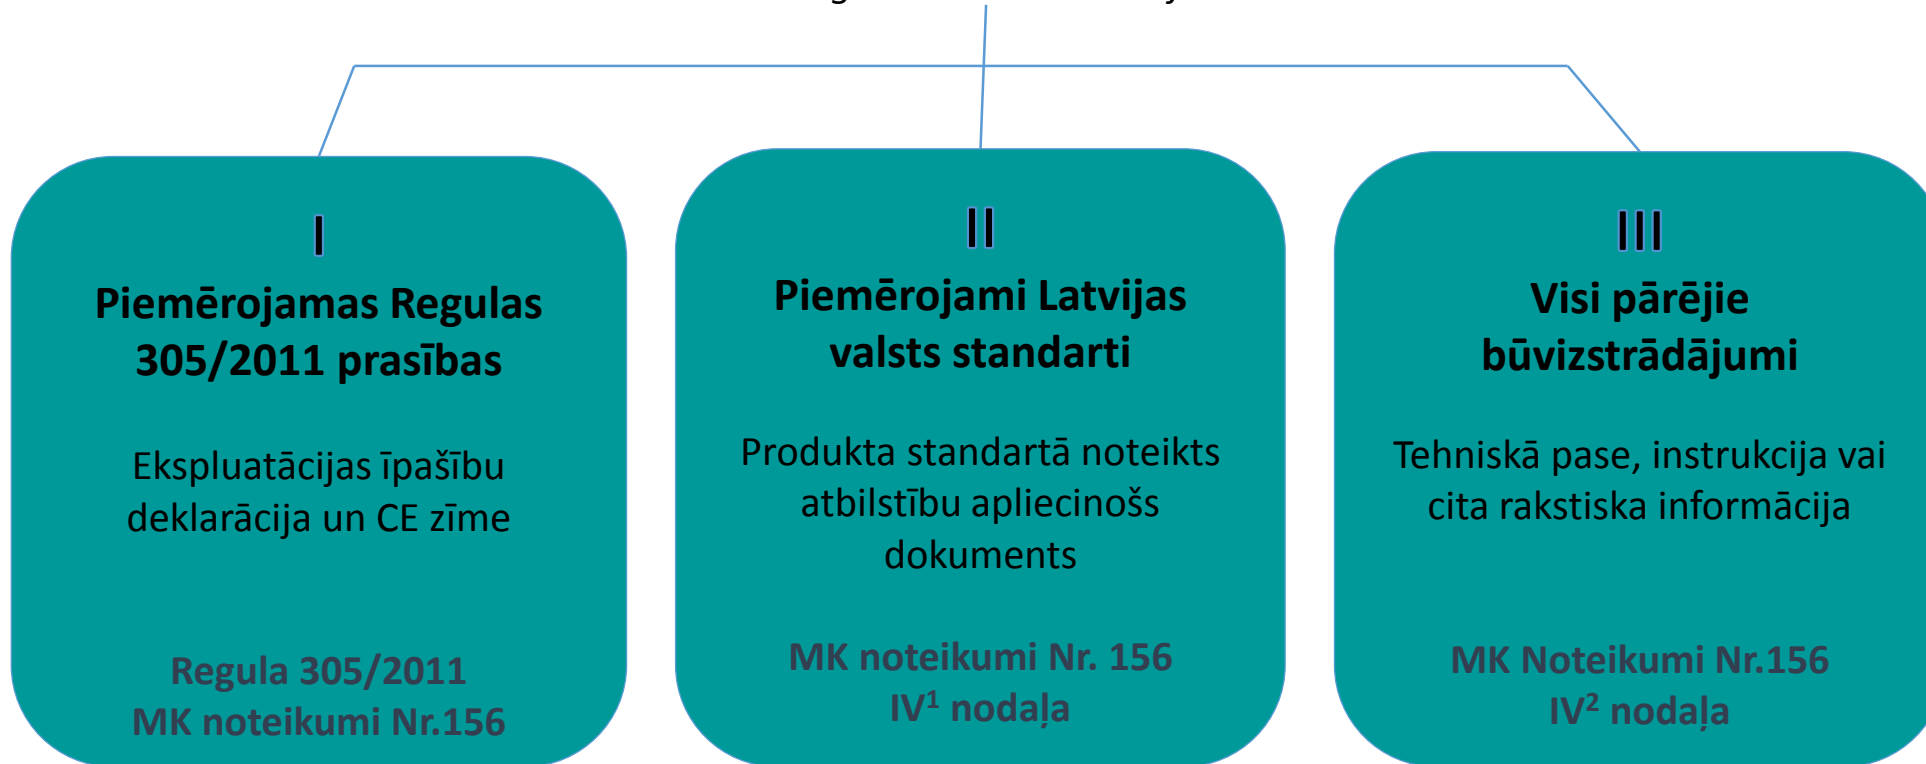 I
Piemērojamas Regulas
305/2011 prasības
Ekspluatācijas īpašību
deklarācija un CE zīme
Regula 305/2011
MK noteikumi Nr.156
II
Piemērojami Latvijas
valsts standarti
Produkta standartā noteikts
atbilstību apliecinošs
dokuments
MK noteikumi Nr. 156
IV¹ nodaļa
III
Visi pārējie
būvizstrādājumi
Tehniskā pase, instrukcija vai
cita rakstiska informācija
MK Noteikumi Nr.156
IV² nodaļa